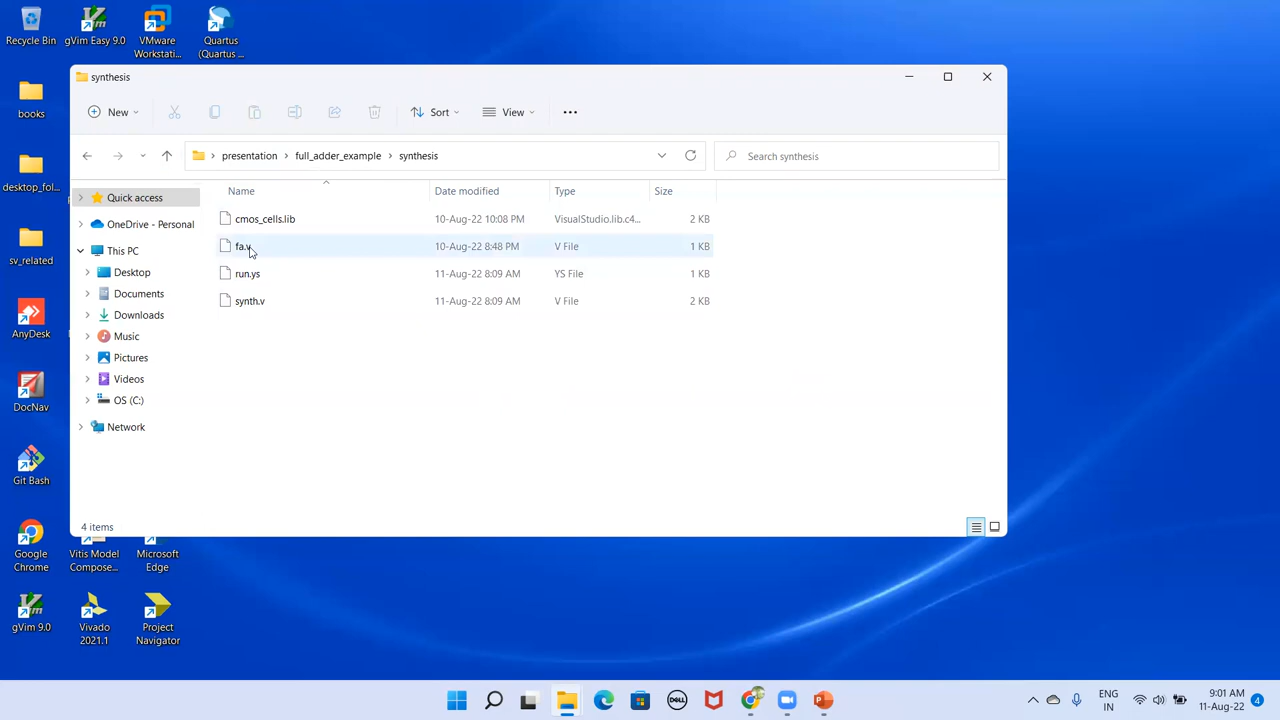 Recycle Bin
gVim Easy 9.0
VMware Workstati...
Quartus (Quartus ...
books
desktop_fol...
sv_related
AnyDesk
DocNav
Git Bash
Google Chrome
Vitis Model Compose...
Microsoft Edge
gVim 9.0
Vivado 2021.1
Project Navigator
synthesis
New
Sort
View
presentation > full_adder_example > synthesis
Search synthesis
Name Date modified Type Size
cmos_cells.lib 10-Aug-22 10:08 PM VisualStudio.lib.c4... 2 KB
fa.v 10-Aug-22 8:48 PM V File 1 KB
run.ys 11-Aug-22 8:09 AM YS File 1 KB
synth.v 11-Aug-22 8:09 AM V File 2 KB
Quick access
OneDrive - Personal
This PC
Desktop
Documents
Downloads
Music
Pictures
Videos
OS (C:)
Network
4 items
DELL
ENG
IN
9:01 AM
11-Aug-22
4